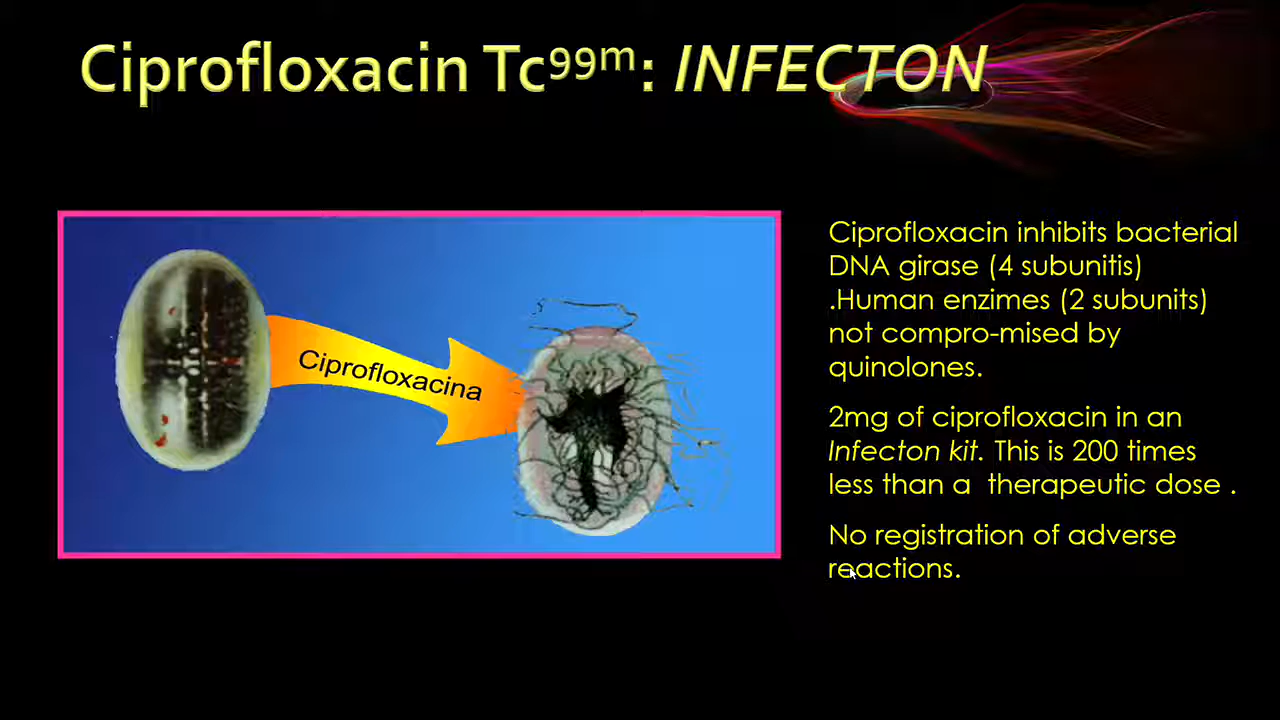 Ciprofloxacin Tc99m: INFECTON
Ciprofloxacina
Ciprofloxacin inhibits bacterial
DNA girase (4 subunitis)
.Human enzimes (2 subunits)
not compro-mised by
quinolones.
2mg of ciprofloxacin in an
Infecton kit. This is 200 times
less than a therapeutic dose .
No registration of adverse
reactions.